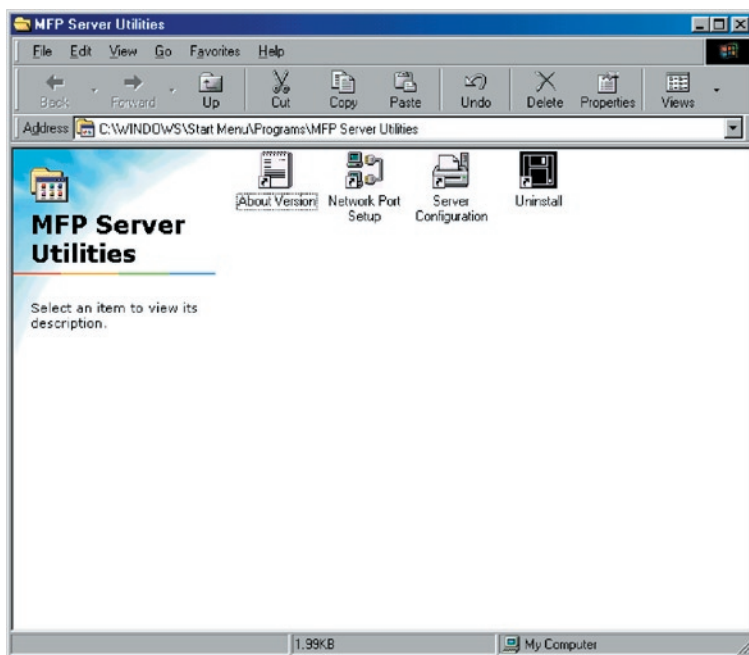 MFP Server Utilities
File Edit View Go Favorites Help
Back Forward Up Cut Copy Paste Undo Delete Properties Views
Address C:\WINDOWS\Start Menu\Programs\MFP Server Utilities
About Version Network Port Setup Server Configuration Uninstall
MFP Server
Utilities
Select an item to view its
description.
1.99KB My Computer